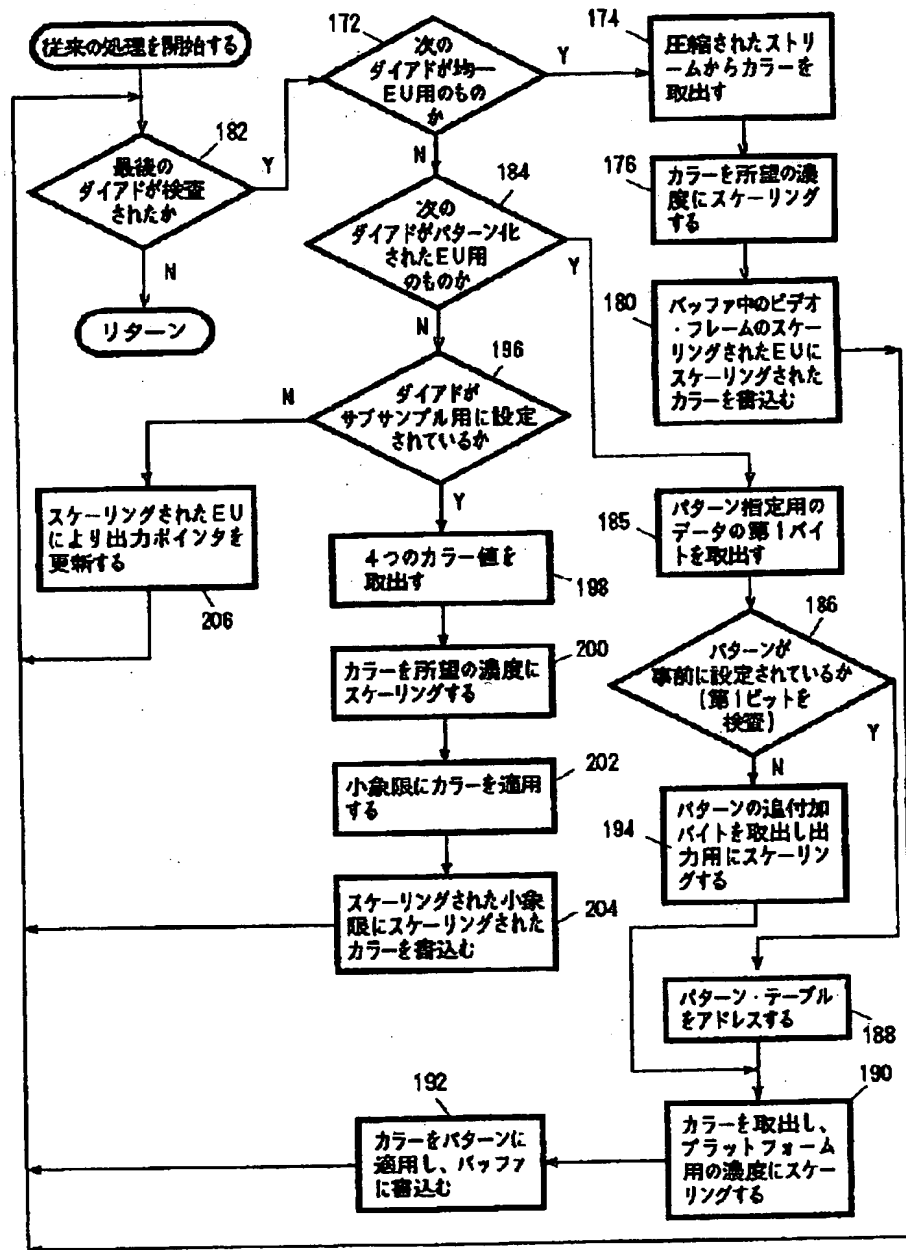 従来の処理を開始する
182
最後の
ダイアドが検査
されたか
Y
N
リターン
172
次の
ダイアドが均一
EU用のもの
か
Y
N
174
圧縮されたスト
リームからカラーを
取出す
176
カラーを所望の濃
度にスケーリング
する
180
バッファ中のビデオ
・フレームのスケー
リングされたEUに
スケーリングされた
カラーを書込む
184
次の
ダイアドがパターン化
されたEU用
のものか
Y
N
196
ダイアドが
サブサンプル用に設定
されているか
N
Y
スケーリングされたEU
により出力ポインタを
更新する
206
4つのカラー値を
取出す
198
カラーを所望の濃度に
スケーリングする
200
小象限にカラーを適用
する
202
スケーリングされた小象
限にスケーリングされた
カラーを書込む
204
185
パターン指定用の
データの第1バイ
トを取出す
186
パターンが
事前に設定されているか
(第1ビットを
検査)
Y
N
194
パターンの追付加
バイトを取出し出
力用にスケーリン
グする
パターン・テーブル
をアドレスする
188
190
カラーを取出し、
プラットフォーム
用の濃度にスケー
リングする
192
カラーをパターンに
適用し、バッファ
に書込む